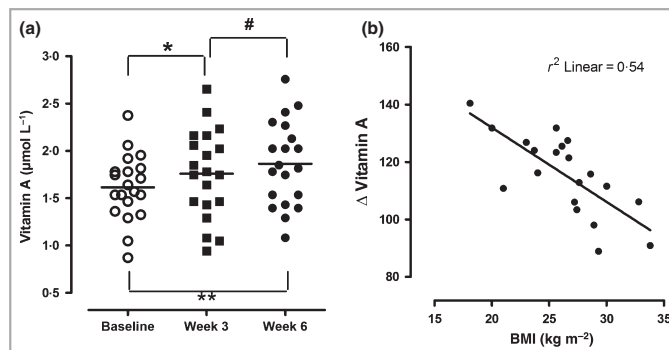 (a)
*
#
Vitamin A (µmol L⁻¹)
3·0
2·5
2·0
1·5
1·0
0·5
**
Baseline Week 3 Week 6
(b)
r² Linear = 0·54
Δ Vitamin A
160
140
120
100
80
15 20 25 30 35
BMI (kg m⁻²)